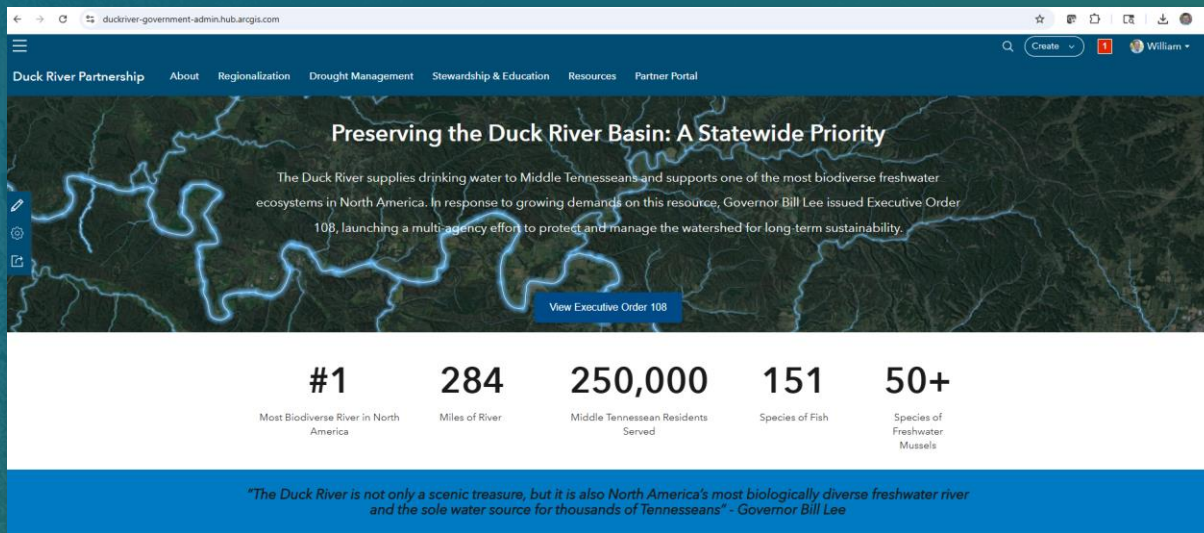 duckriver-government-admin.hub.arcgis.com
Create
1
William
Duck River Partnership About Regionalization Drought Management Stewardship & Education Resources Partner Portal
Preserving the Duck River Basin: A Statewide Priority
The Duck River supplies drinking water to Middle Tennesseans and supports one of the most biodiverse freshwater
ecosystems in North America. In response to growing demands on this resource, Governor Bill Lee issued Executive Order
108, launching a multi-agency effort to protect and manage the watershed for long-term sustainability.
View Executive Order 108
#1
Most Biodiverse River in North
America
284
Miles of River
250,000
Middle Tennessean Residents
Served
151
Species of Fish
50+
Species of
Freshwater
Mussels
"The Duck River is not only a scenic treasure, but it is also North America's most biologically diverse freshwater river
and the sole water source for thousands of Tennesseans" - Governor Bill Lee